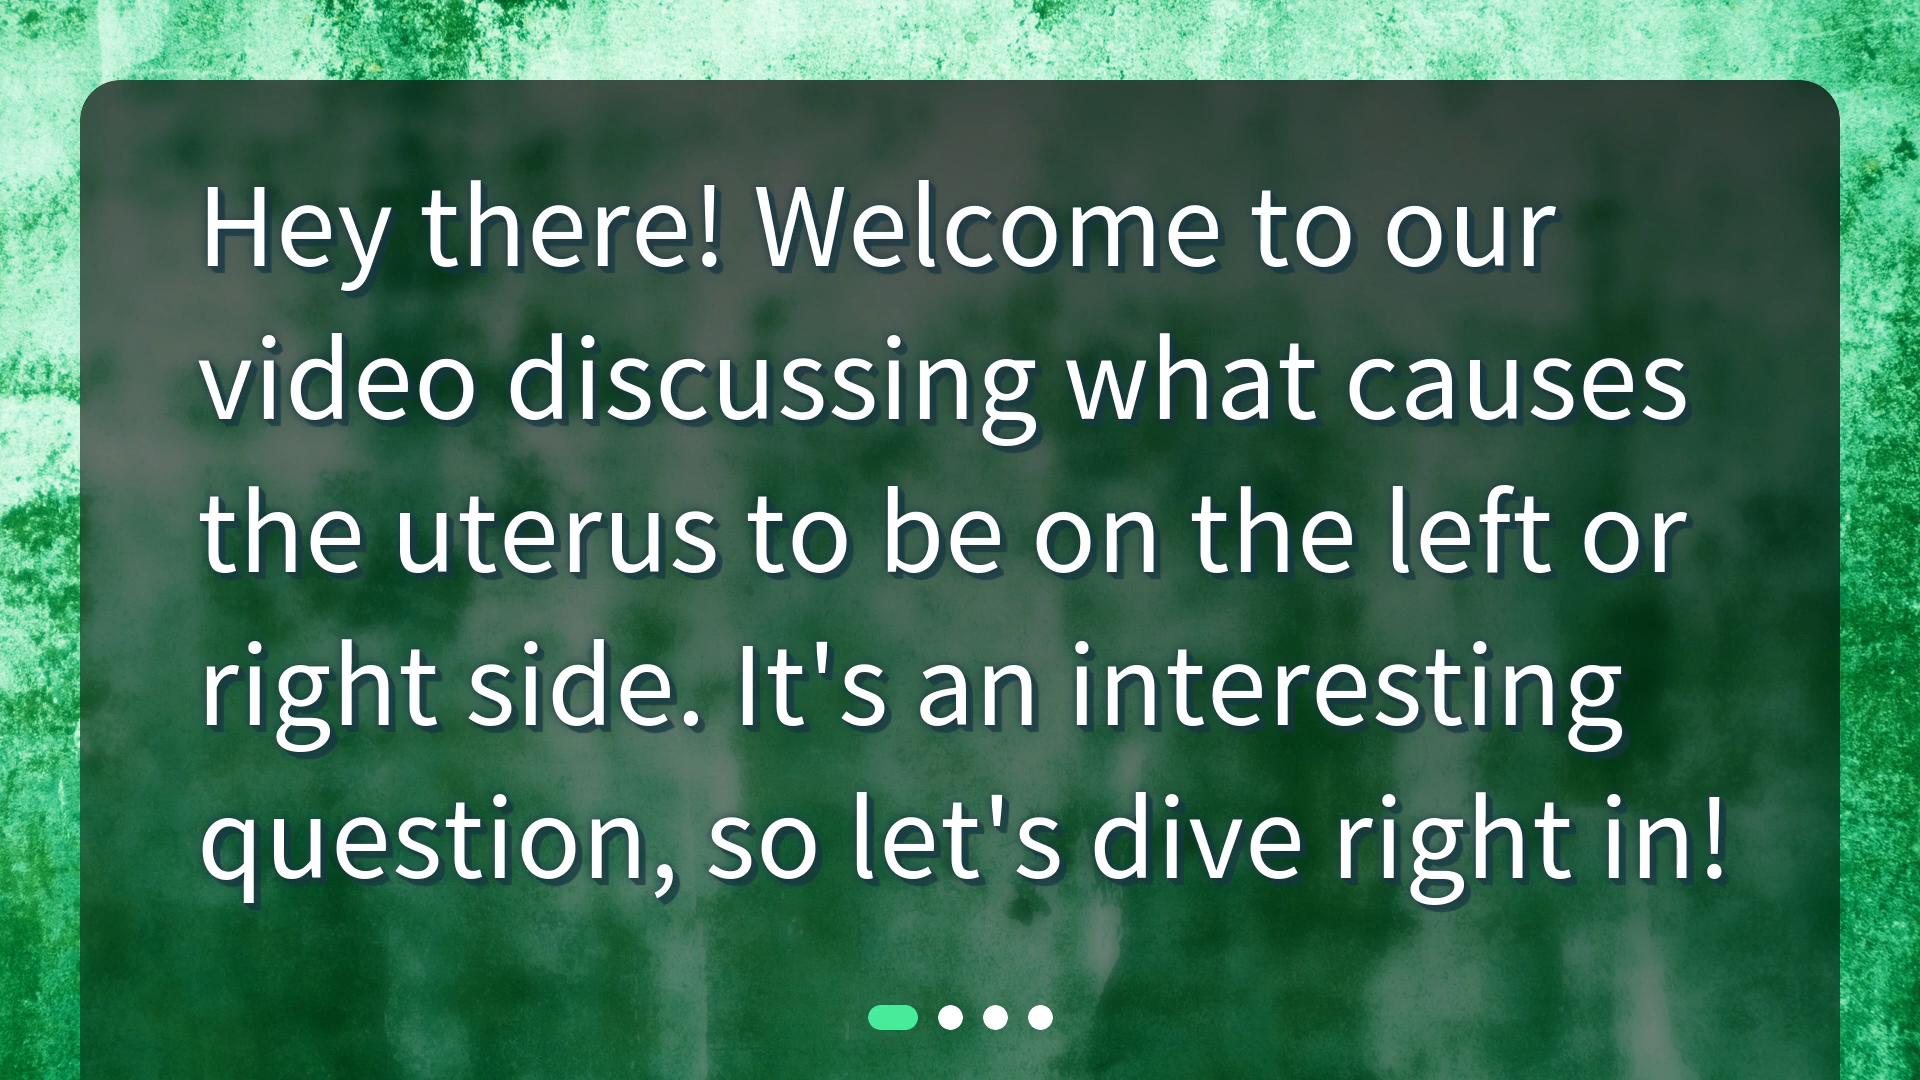 Hey there! Welcome to our
video discussing what causes
the uterus to be on the left or
right side. It's an interesting
question, so let's dive right in!